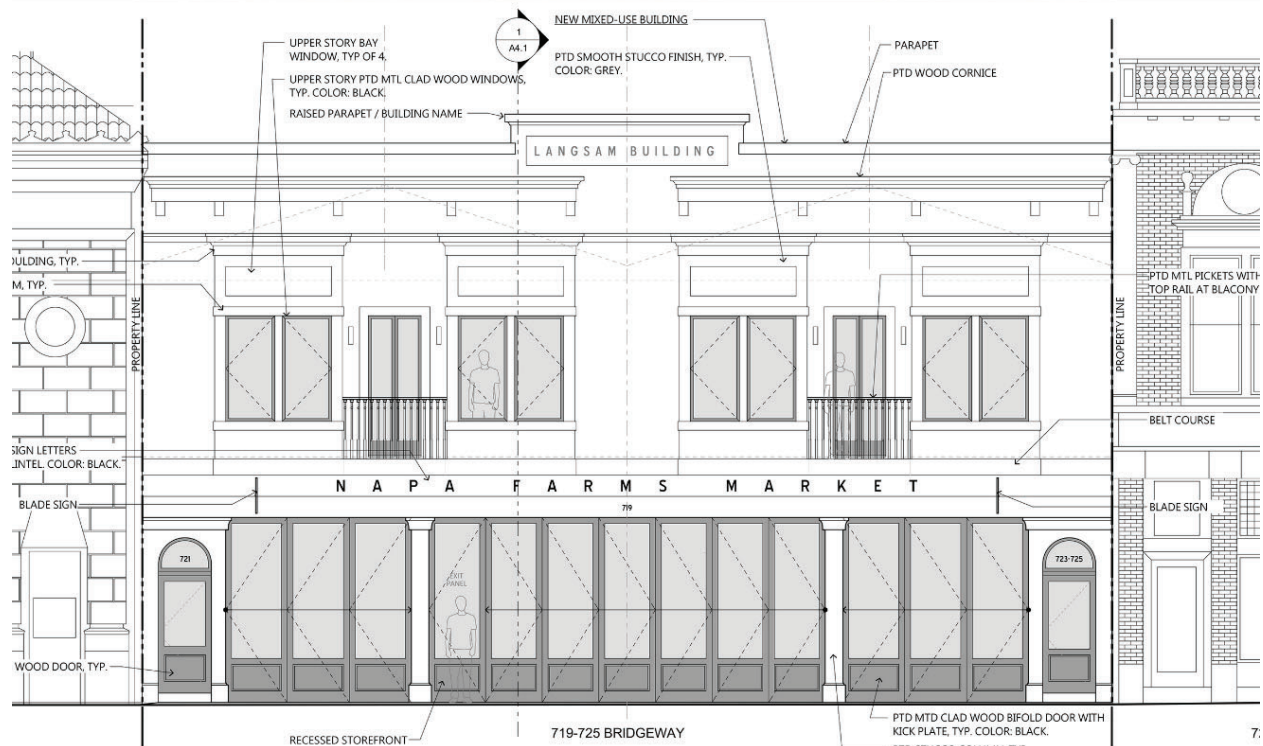 NEW MIXED-USE BUILDING
1
A4.1
UPPER STORY BAY
WINDOW, TYP OF 4.
PTD SMOOTH STUCCO FINISH, TYP.
COLOR: GREY.
PARAPET
PTD WOOD CORNICE
UPPER STORY PTD MTL CLAD WOOD WINDOWS,
TYP. COLOR: BLACK.
RAISED PARAPET / BUILDING NAME
LANGSAM BUILDING
OULDING, TYP.
M, TYP.
PTD MTL PICKETS WITH
TOP RAIL AT BLACONY
PROPERTY LINE
PROPERTY LINE
BELT COURSE
SIGN LETTERS
LINTEL. COLOR: BLACK.
NAPA FARMS MARKET
BLADE SIGN
719
BLADE SIGN
721
723-725
EXIT
PANEL
WOOD DOOR, TYP.
PTD MTD CLAD WOOD BIFOLD DOOR WITH
KICK PLATE, TYP. COLOR: BLACK.
RECESSED STOREFRONT
719-725 BRIDGEWAY